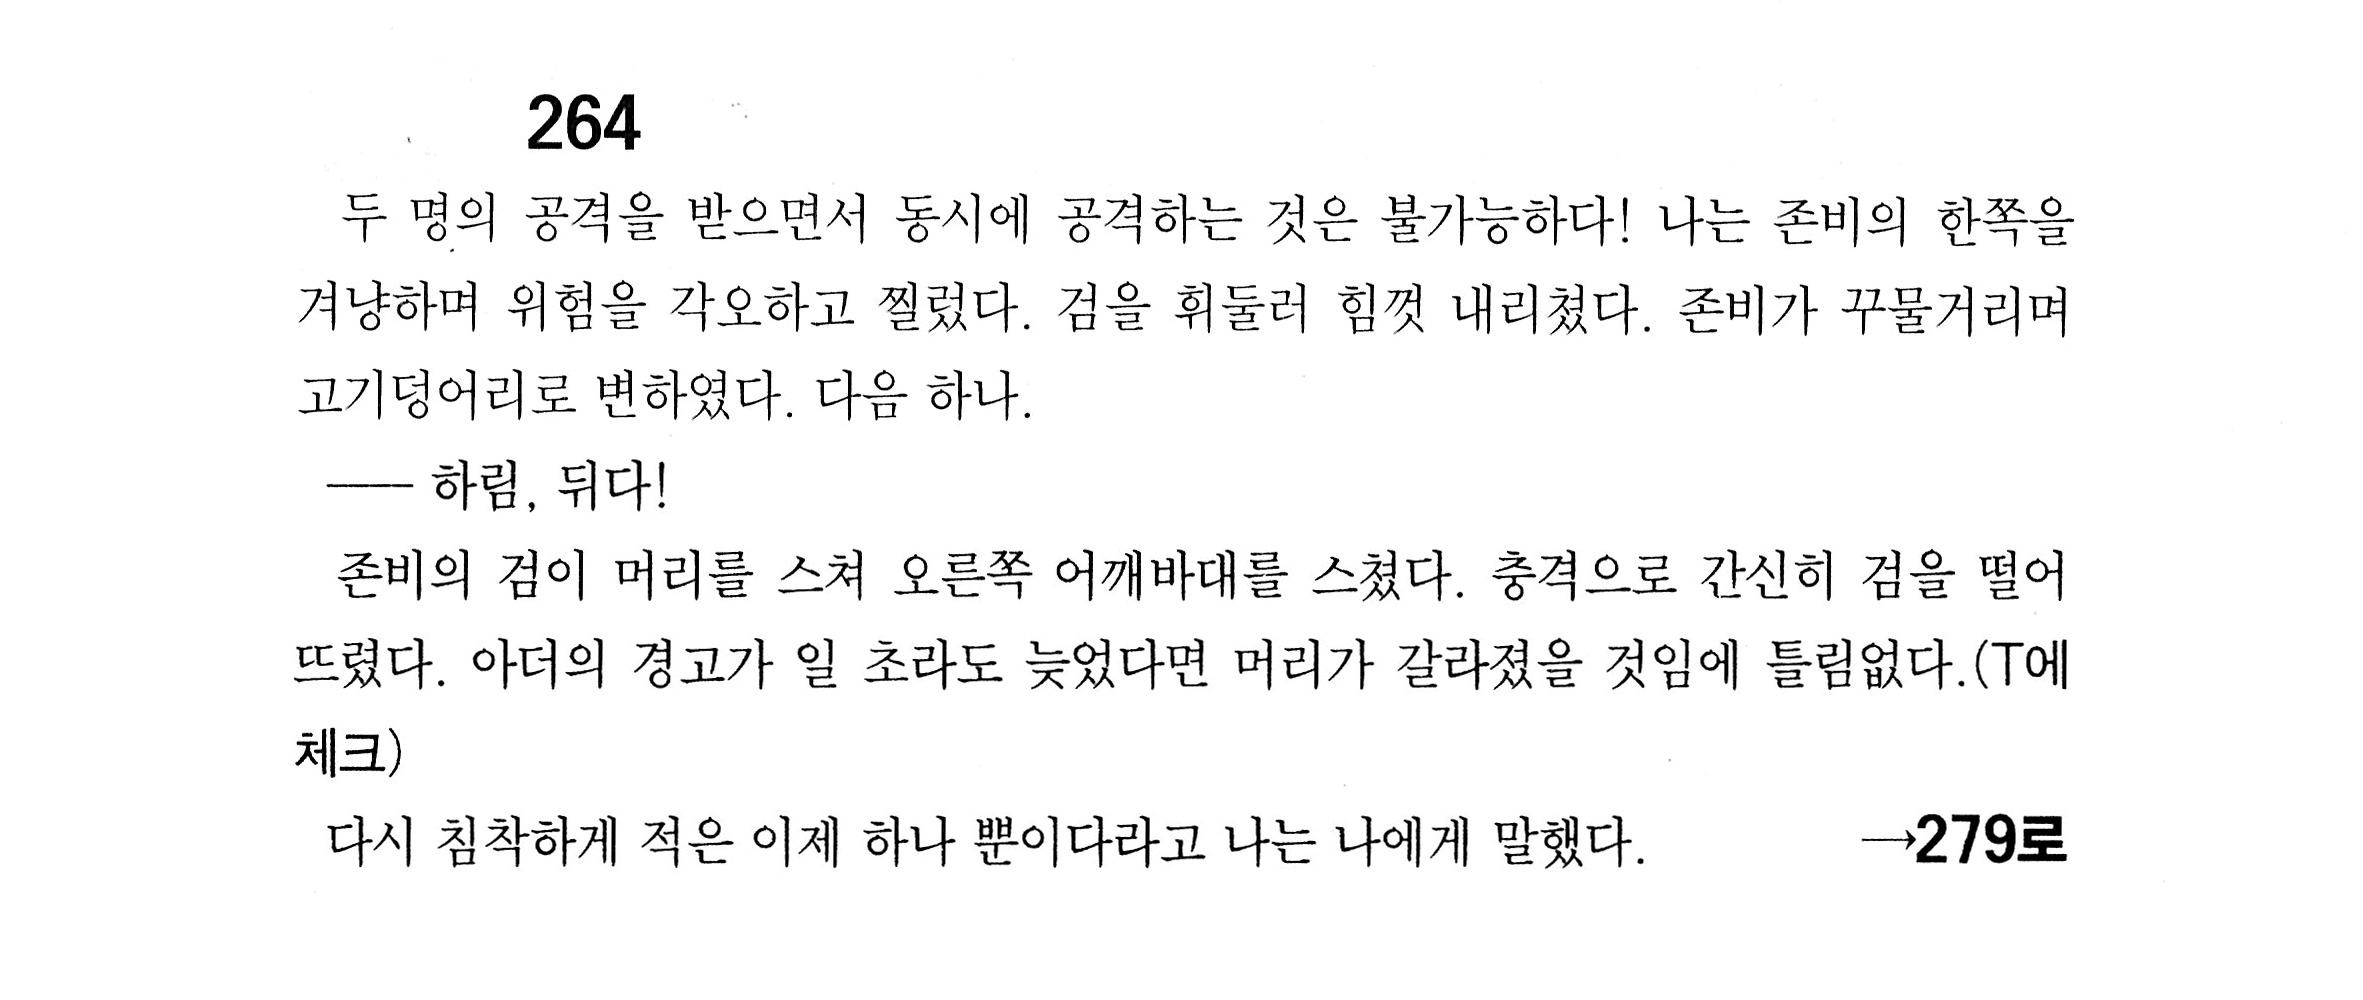 264
두 명의 공격을 받으면서 동시에 공격하는 것은 불가능하다! 나는 존비의 한쪽을
겨냥하며 위험을 각오하고 찔렀다. 검을 휘둘러 힘껏 내리쳤다. 존비가 꾸물거리며
고기덩어리로 변하였다. 다음 하나.
── 하림, 뒤다!
존비의 검이 머리를 스쳐 오른쪽 어깨바대를 스쳤다. 충격으로 간신히 검을 떨어
뜨렸다. 아더의 경고가 일 초라도 늦었다면 머리가 갈라졌을 것임에 틀림없다.(T에
체크)
다시 침착하게 적은 이제 하나 뿐이다라고 나는 나에게 말했다. →279로